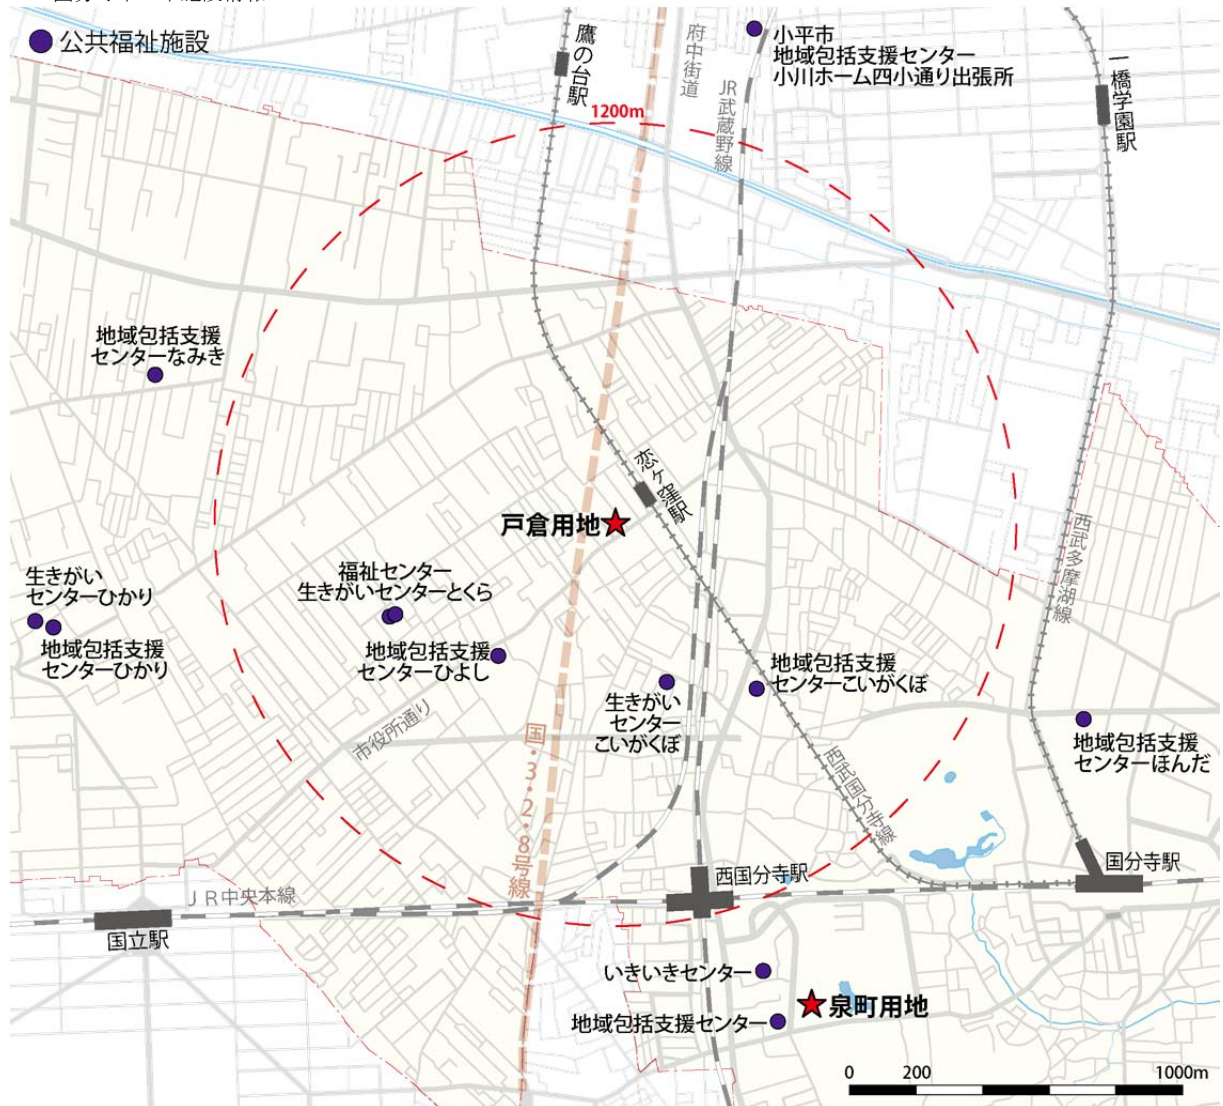 公共福祉施設
鷹の台駅
府中街道
JR武蔵野線
小平市
地域包括支援センター
小川ホーム四小通り出張所
一橋学園駅
1200m
地域包括支援
センターなみき
恋ヶ窪駅
戸倉用地
西武多摩湖線
生きがい
センターひかり
地域包括支援
センターひかり
福祉センター
生きがいセンターとくら
地域包括支援
センターひよし
生きがい
センター
こいがくぼ
地域包括支援
センターこいがくぼ
地域包括支援
センターほんだ
市役所通り
国・3・2・8号線
西武国分寺線
西国分寺駅
国分寺駅
JR中央本線
国立駅
いきいきセンター
泉町用地
地域包括支援センター
0 200 1000m